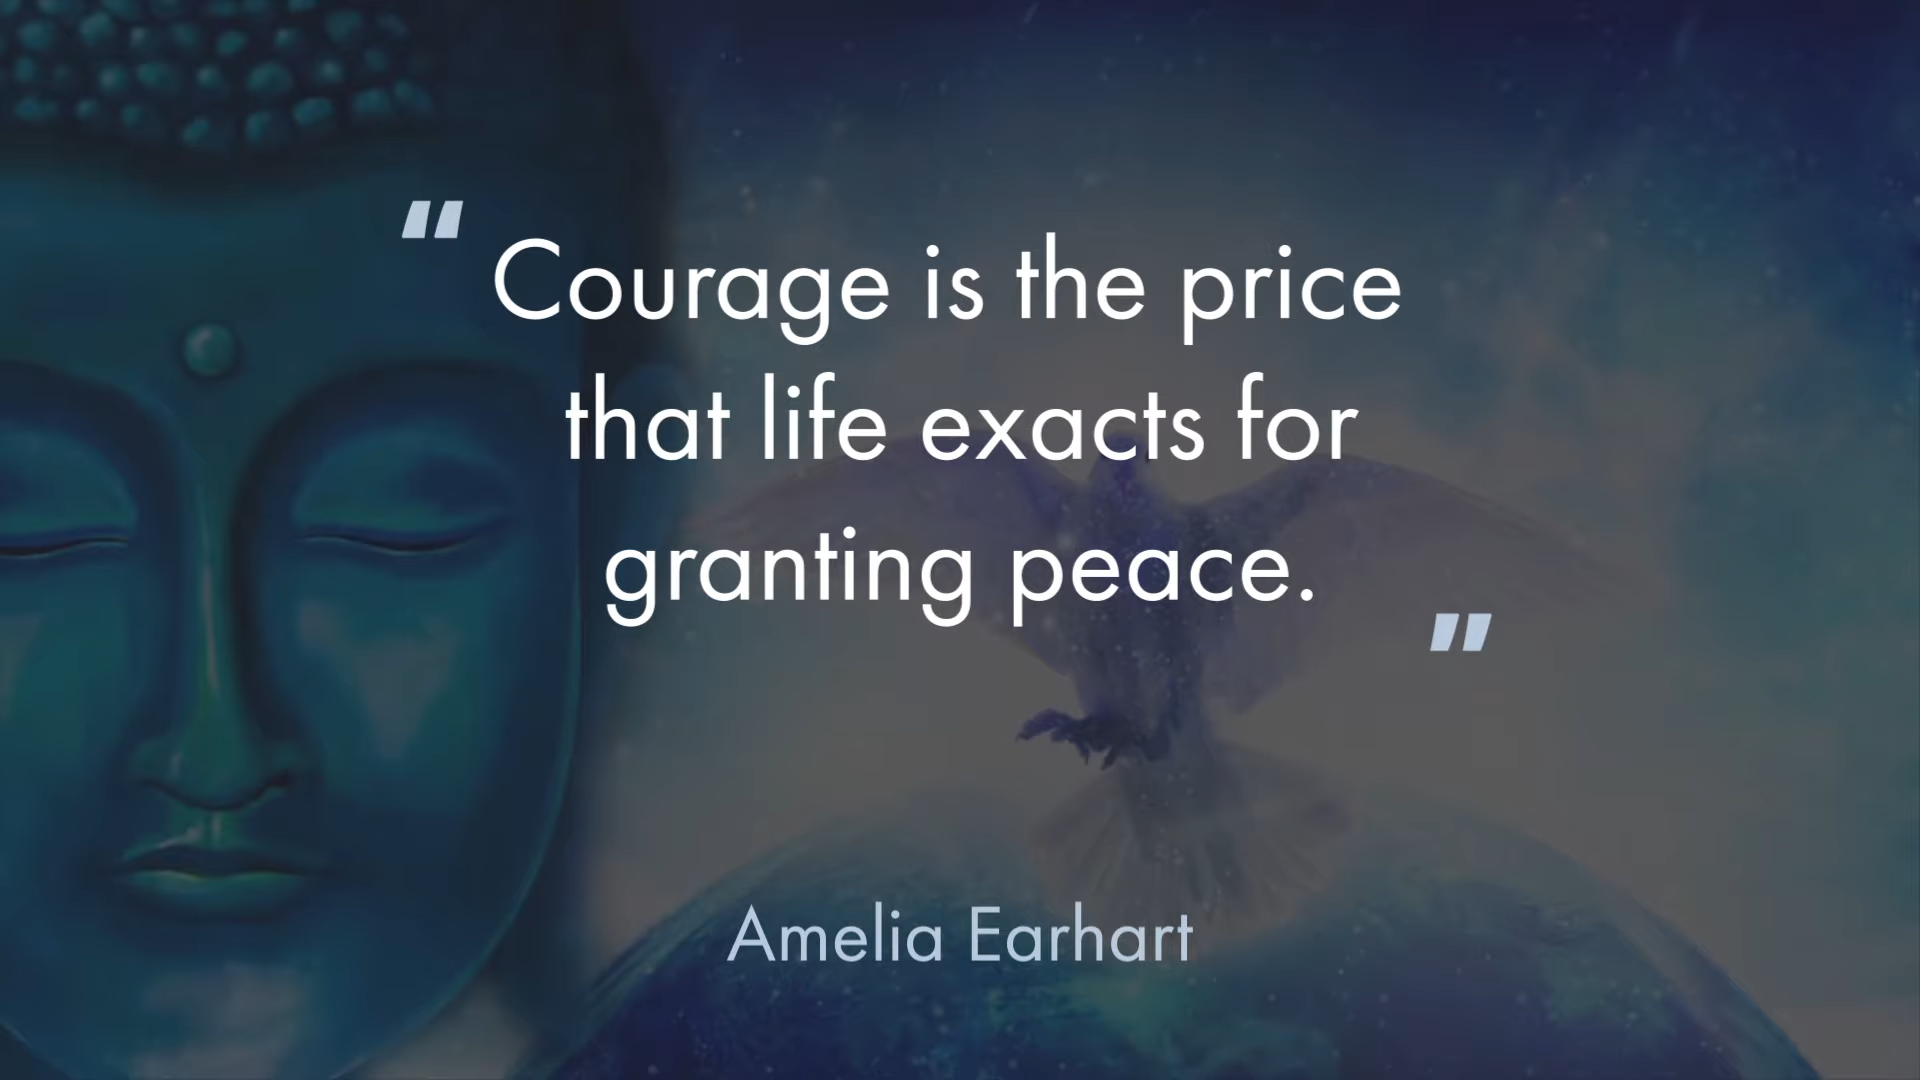 “ Courage is the price
that life exacts for
granting peace. ”
Amelia Earhart